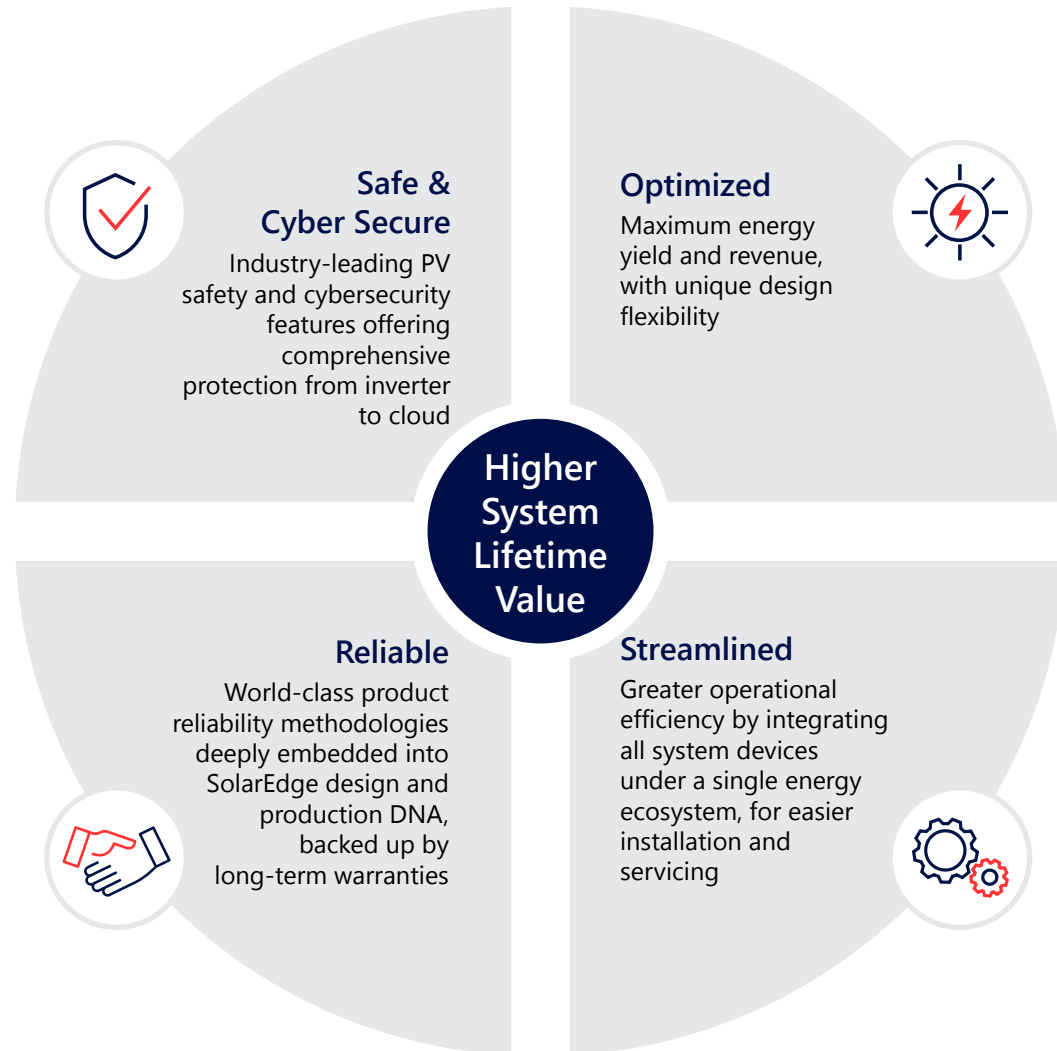 Safe &
Cyber Secure
Industry-leading PV
safety and cybersecurity
features offering
comprehensive
protection from inverter
to cloud
Optimized
Maximum energy
yield and revenue,
with unique design
flexibility
Higher
System
Lifetime
Value
Reliable
World-class product
reliability methodologies
deeply embedded into
SolarEdge design and
production DNA,
backed up by
long-term warranties
Streamlined
Greater operational
efficiency by integrating
all system devices
under a single energy
ecosystem, for easier
installation and
servicing